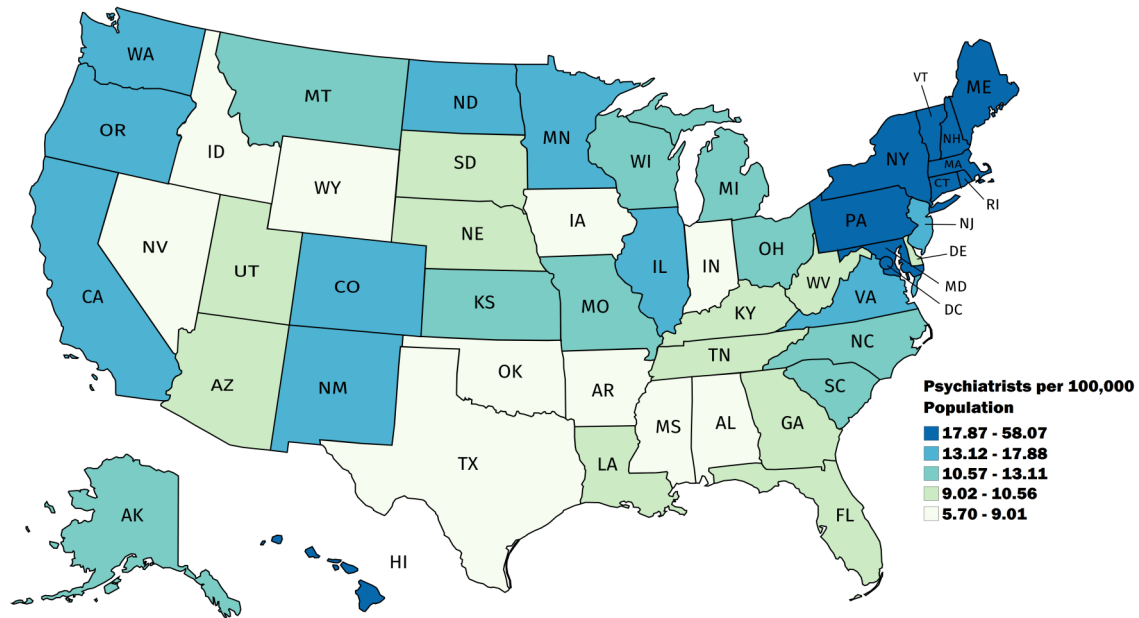 WA
MT
ND
MN
VT
ME
OR
ID
SD
WI
MI
NY
NH
MA
CT
RI
WY
IA
NE
PA
NJ
NV
UT
CO
IL
IN
OH
DE
WV
MD
CA
KS
MO
KY
VA
DC
TN
NC
AZ
NM
OK
AR
SC
MS
AL
GA
TX
LA
FL
AK
HI
Psychiatrists per 100,000
Population
17.87 - 58.07
13.12 - 17.88
10.57 - 13.11
9.02 - 10.56
5.70 - 9.01